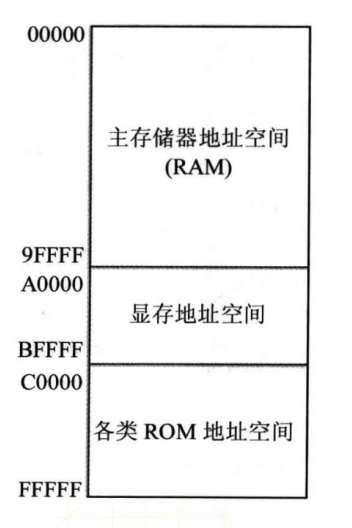 00000
主存储器地址空间
(RAM)
9FFFF
A0000
显存地址空间
BFFFF
C0000
各类 ROM 地址空间
FFFFF